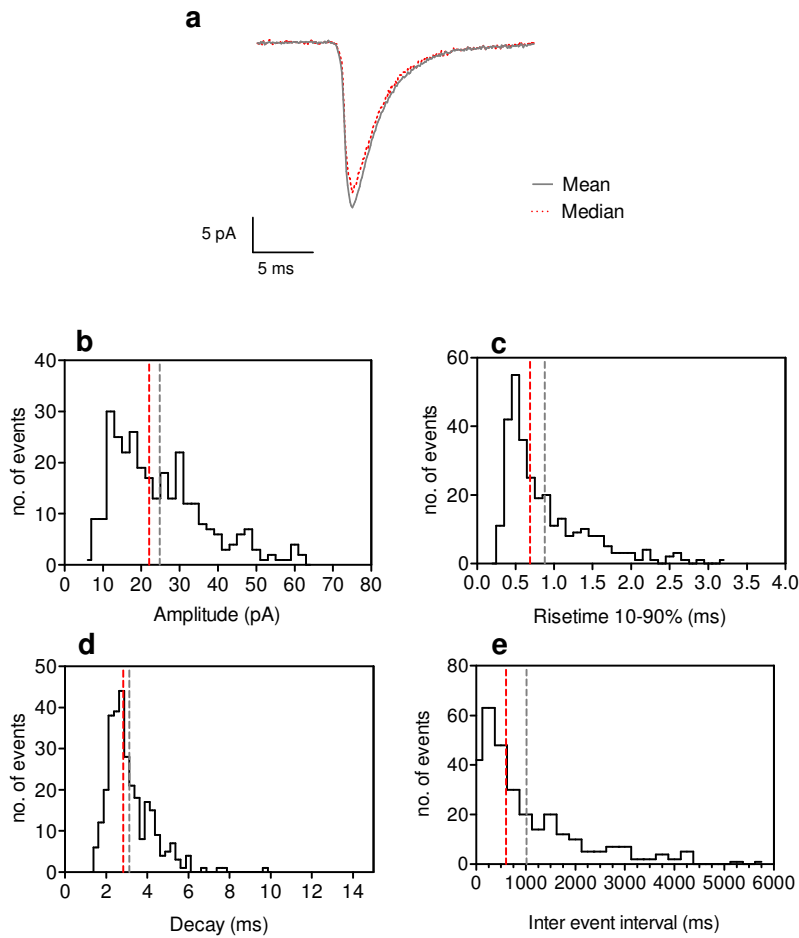 a
Mean
Median
5 pA
5 ms
b
40
30
20
10
0
no. of events
0 10 20 30 40 50 60 70 80
Amplitude (pA)
c
60
40
20
0
no. of events
0.0 0.5 1.0 1.5 2.0 2.5 3.0 3.5 4.0
Risetime 10-90% (ms)
d
50
40
30
20
10
0
no. of events
0 2 4 6 8 10 12 14
Decay (ms)
e
80
60
40
20
0
no. of events
0 1000 2000 3000 4000 5000 6000
Inter event interval (ms)